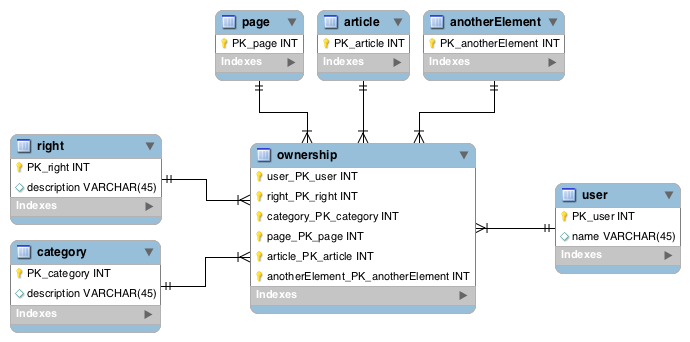 page
PK_page INT
Indexes
article
PK_article INT
Indexes
anotherElement
PK_anotherElement INT
Indexes
right
PK_right INT
description VARCHAR(45)
Indexes
category
PK_category INT
description VARCHAR(45)
Indexes
ownership
user_PK_user INT
right_PK_right INT
category_PK_category INT
page_PK_page INT
article_PK_article INT
anotherElement_PK_anotherElement INT
Indexes
user
PK_user INT
name VARCHAR(45)
Indexes